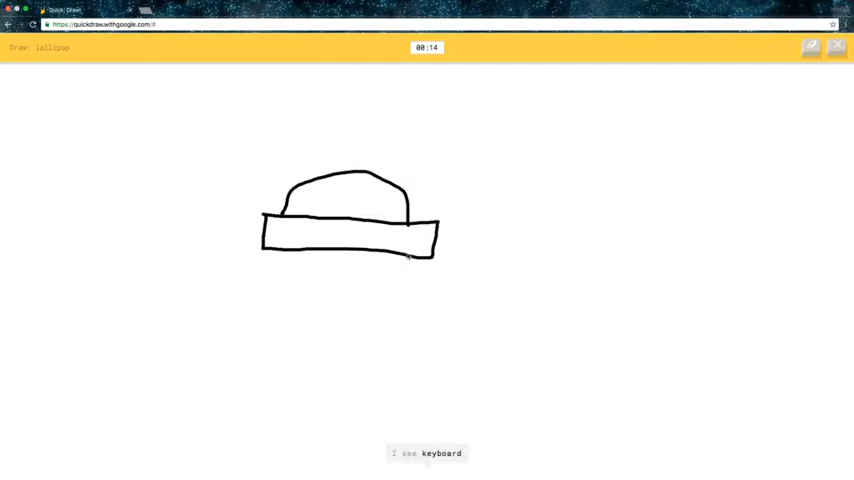 Quick, Draw!
https://quickdraw.withgoogle.com/#
Draw: lollipop
00:14
I see keyboard